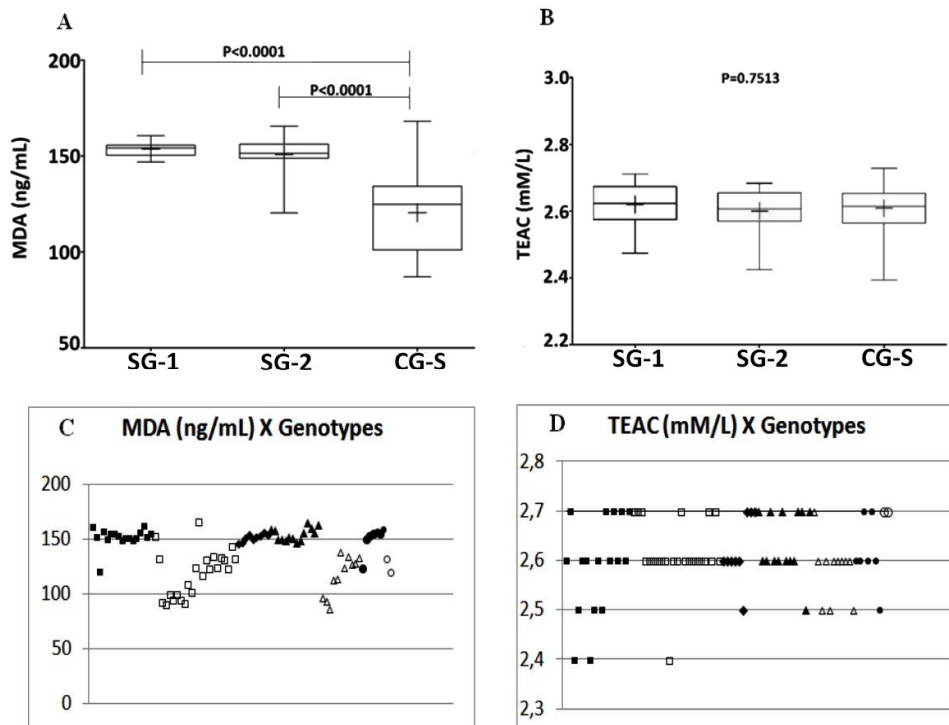 A
P<0.0001
P<0.0001
MDA (ng/mL)
200
150
100
50
SG-1 SG-2 CG-S
B
P=0.7513
TEAC (mM/L)
3.0
2.8
2.6
2.4
2.2
SG-1 SG-2 CG-S
C MDA (ng/mL) X Genotypes
200
150
100
50
0
D TEAC (mM/L) X Genotypes
2,8
2,7
2,6
2,5
2,4
2,3